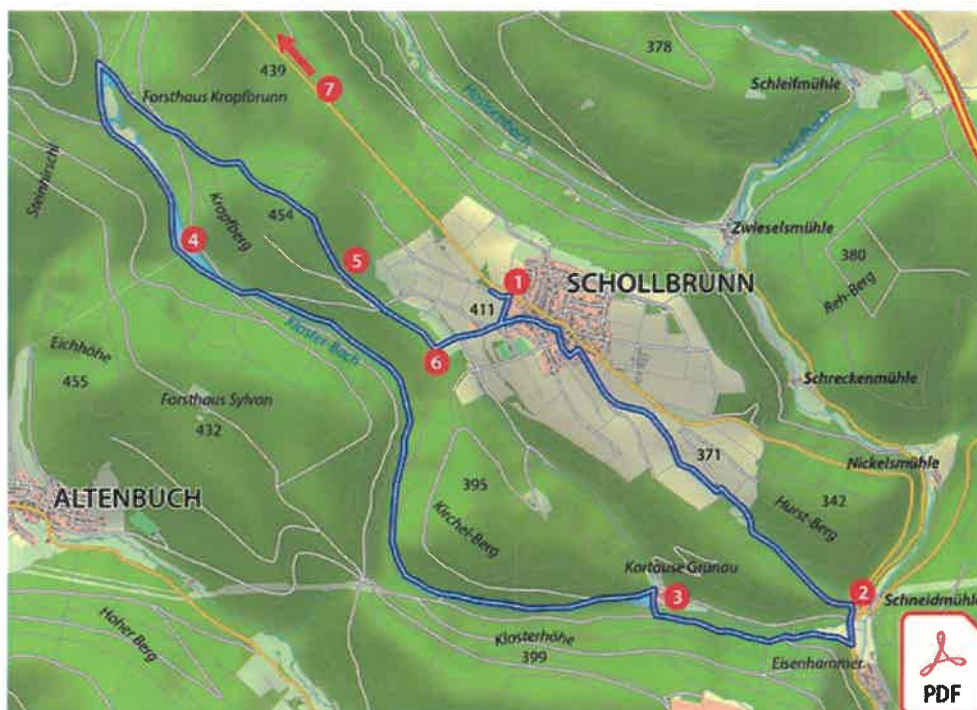 378
439
7
Schleifmühle
Forsthaus Kropfbrunn
Haslochbach
Steinhirschl
Kropfberg
454
4
5
Zwieselsmühle
380
Reh-Berg
1
SCHOLLBRUNN
411
Kloster-Bach
6
Eichhöhe
455
Forsthaus Sylvan
432
Schreckenmühle
371
Nickelsmühle
395
342
Kirchel-Berg
Hurst-Berg
ALTENBUCH
Kartause Grünau
3
2
Schneidmühle
Hoher Berg
Klosterhöhe
399
Eisenhammer
PDF